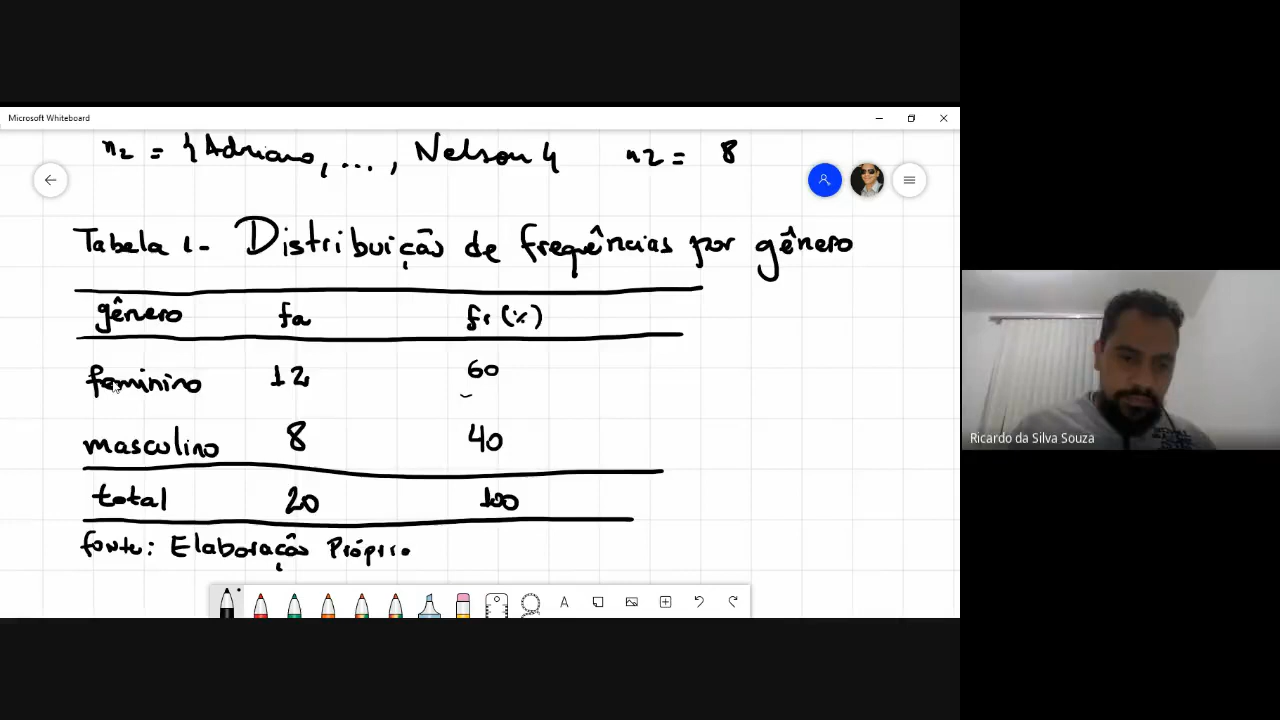 Microsoft Whiteboard
n2 = {Adriano, ..., Nelson} n2 = 8
Tabela 1- Distribuição de frequências por gênero
gênero fa fr (%)
feminino 12 60
masculino 8 40
total 20 100
fonte: Elaboração Próprio
Ricardo da Silva Souza